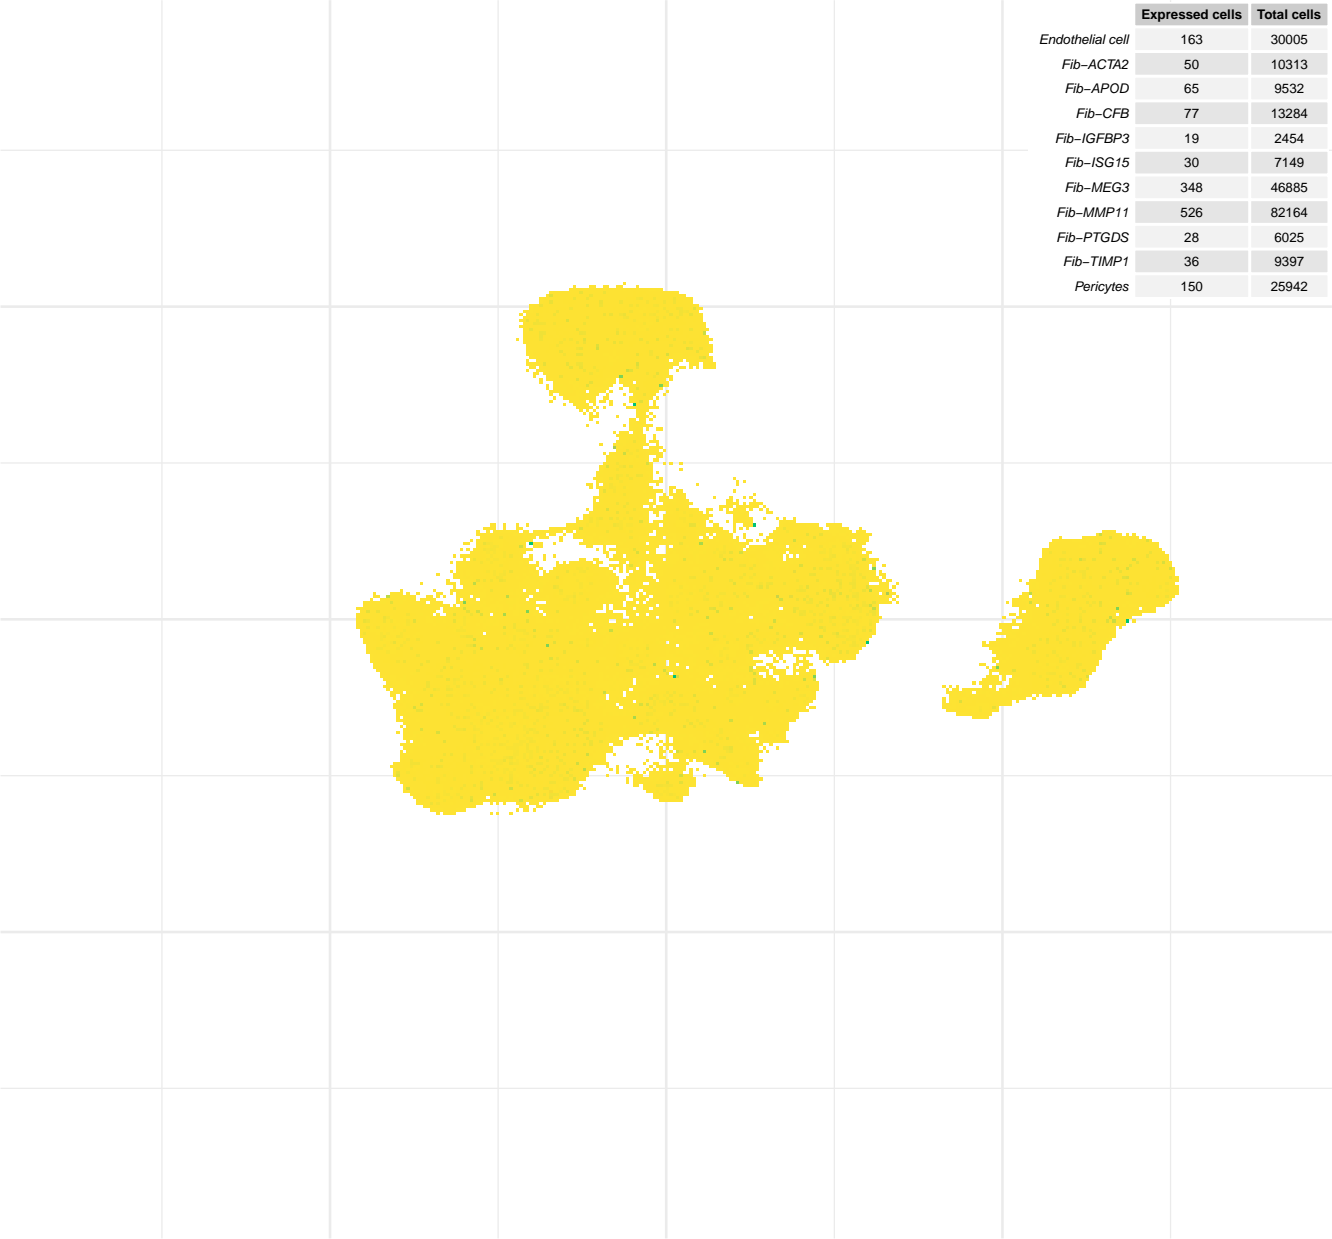 Expressed cells Total cells
Endothelial cell 163 30005
Fib−ACTA2 50 10313
Fib−APOD 65 9532
Fib−CFB 77 13284
Fib−IGFBP3 19 2454
Fib−ISG15 30 7149
Fib−MEG3 348 46885
Fib−MMP11 526 82164
Fib−PTGDS 28 6025
Fib−TIMP1 36 9397
Pericytes 150 25942